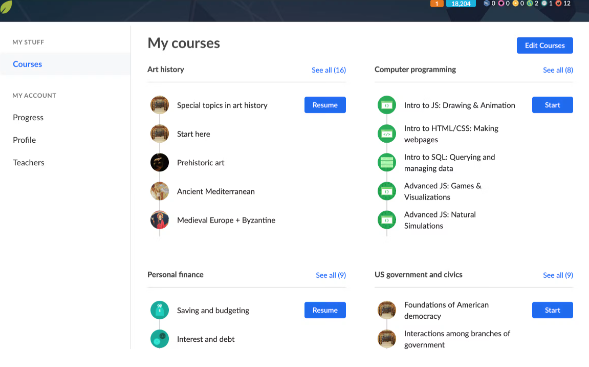 1 18,204 0 0 0 2 1 12
MY STUFF
Courses
MY ACCOUNT
Progress
Profile
Teachers
My courses
Edit Courses
Art history
See all (16)
Special topics in art history
Resume
Start here
Prehistoric art
Ancient Mediterranean
Medieval Europe + Byzantine
Computer programming
See all (8)
Intro to JS: Drawing & Animation
Start
Intro to HTML/CSS: Making
webpages
Intro to SQL: Querying and
managing data
Advanced JS: Games &
Visualizations
Advanced JS: Natural
Simulations
Personal finance
See all (9)
Saving and budgeting
Resume
Interest and debt
US government and civics
See all (9)
Foundations of American
democracy
Start
Interactions among branches of
government